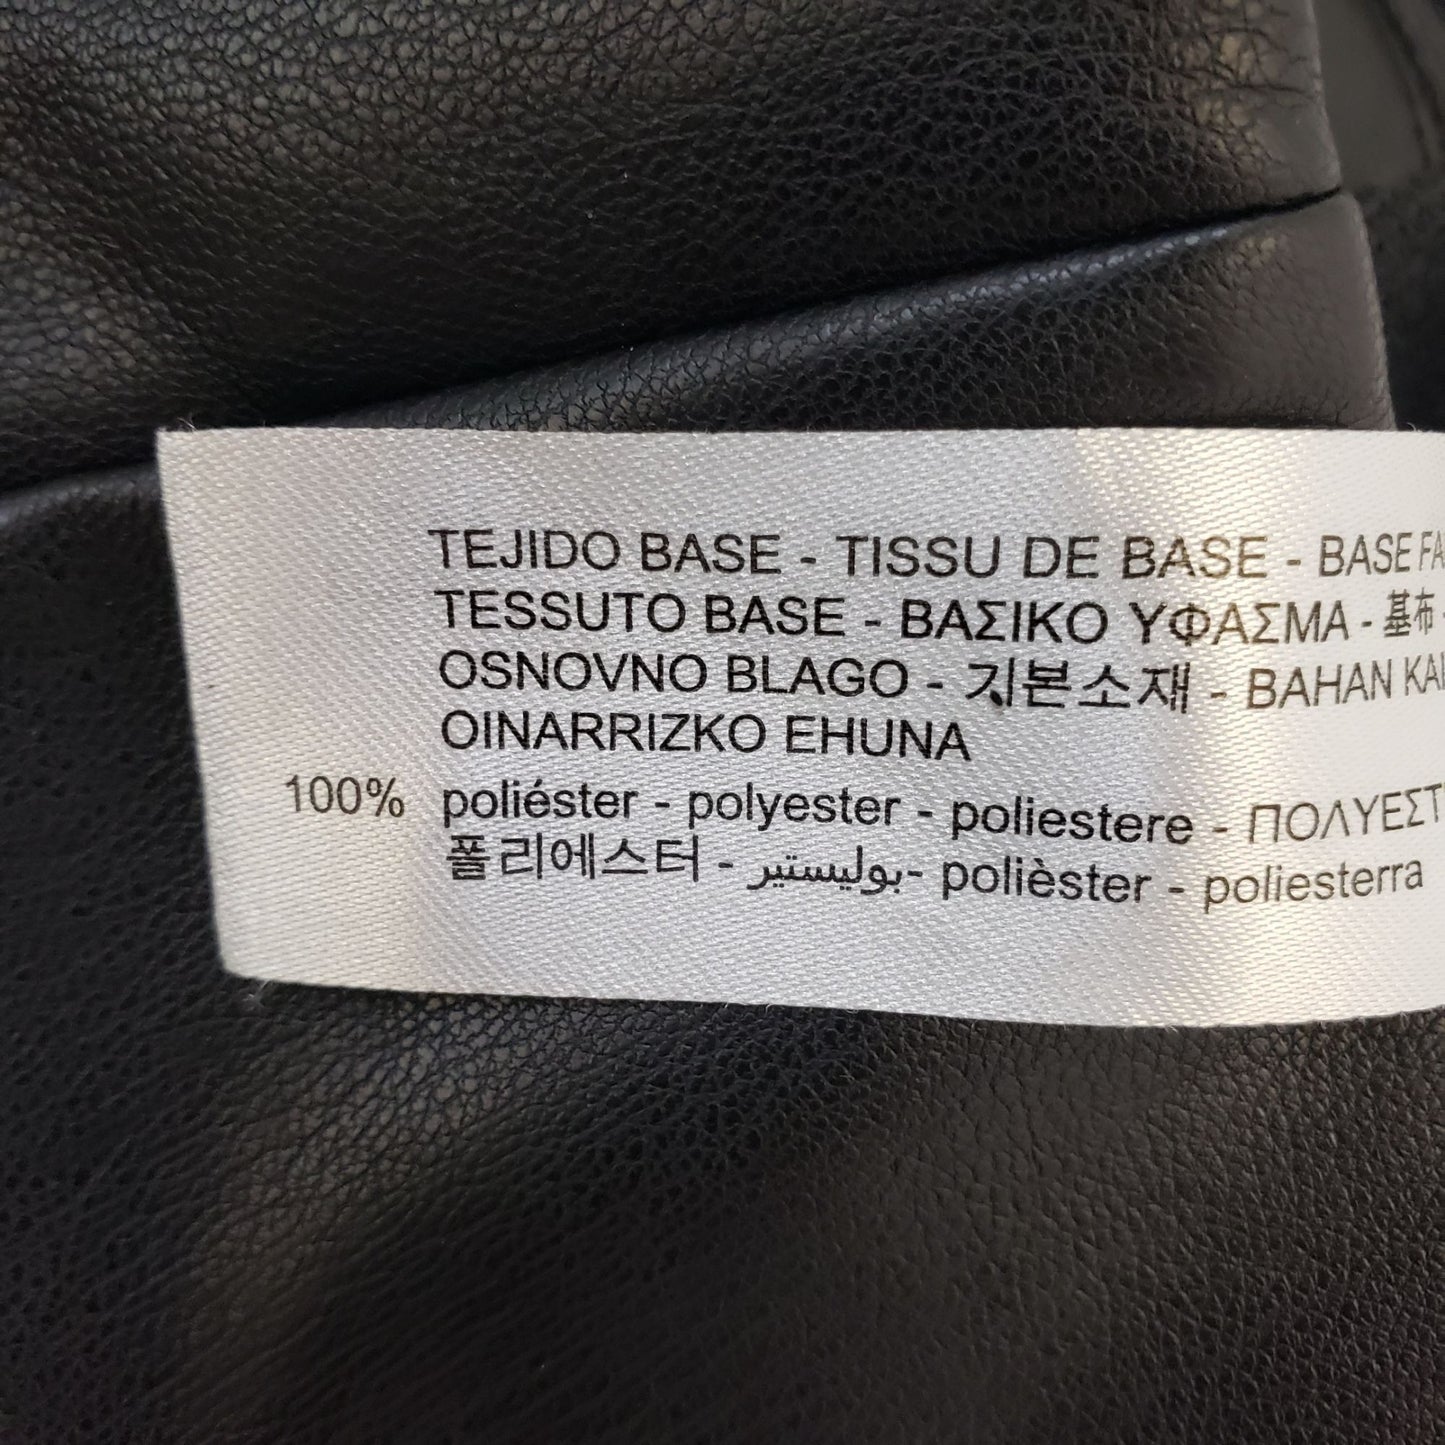 TEJIDO BASE - TISSU DE BASE - BASE
TESSUTO BASE - ΒΑΣΙΚΟ ΥΦΑΣΜΑ - 基布
OSNOVNO BLAGO - 기본소재 - BAHAN
OINARRIZKO EHUNA
100% poliéster - polyester - poliestere -
폴리에스터 - بوليستير- polièster - poliesterra